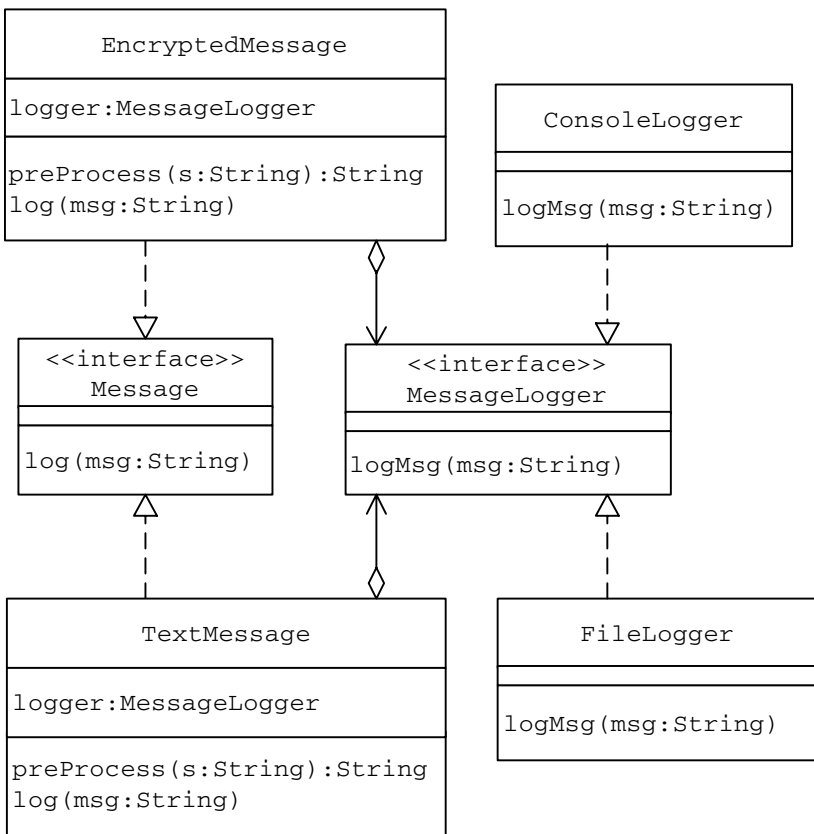 EncryptedMessage
logger:MessageLogger
preProcess(s:String):String
log(msg:String)
ConsoleLogger
logMsg(msg:String)
<<interface>>
Message
log(msg:String)
<<interface>>
MessageLogger
logMsg(msg:String)
TextMessage
logger:MessageLogger
preProcess(s:String):String
log(msg:String)
FileLogger
logMsg(msg:String)